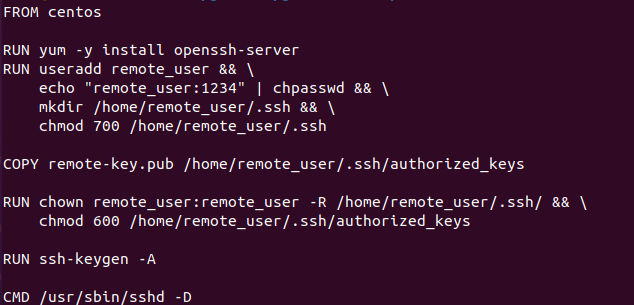 FROM centos

RUN yum -y install openssh-server
RUN useradd remote_user && \
    echo "remote_user:1234" | chpasswd && \
    mkdir /home/remote_user/.ssh && \
    chmod 700 /home/remote_user/.ssh

COPY remote-key.pub /home/remote_user/.ssh/authorized_keys

RUN chown remote_user:remote_user -R /home/remote_user/.ssh/ && \
    chmod 600 /home/remote_user/.ssh/authorized_keys

RUN ssh-keygen -A

CMD /usr/sbin/sshd -D